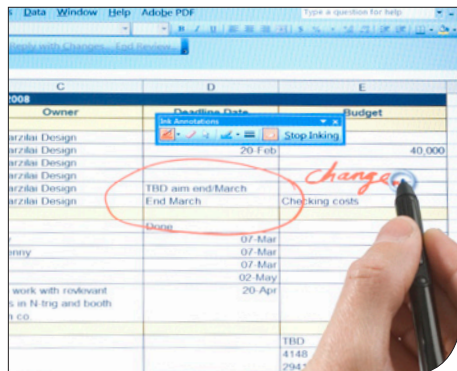 Data Window Help Adobe PDF Type a question for help
Reply with Changes... End Review...
C D E
2008
Owner Deadline Date Budget
Ink Annotations
Stop Inking
arzilai Design
arzilai Design 20-Feb 40,000
arzilai Design
arzilai Design
change
arzilai Design TBD aim end/March
arzilai Design End March Checking costs
Done
07-Mar
enny 07-Mar
07-Mar
02-May
work with revlovant 20-Apr
s in N-trig and booth
n co
TBD
4148
2941